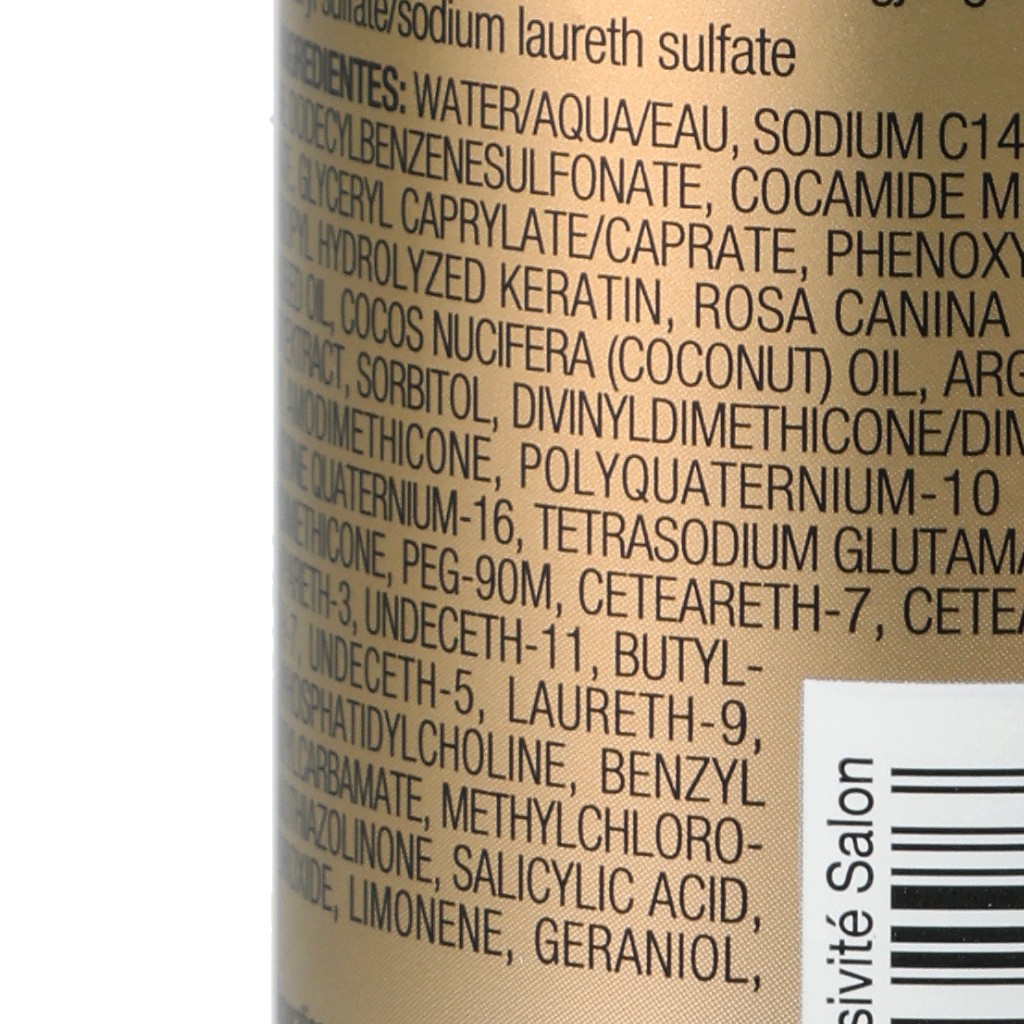 sulfate/sodium laureth sulfate
WATER/AQUA/EAU, SODIUM C14
DODECYLBENZENESULFONATE, COCAMIDE M
GLYCERYL CAPRYLATE/CAPRATE, PHENOXY
HYDROLYZED KERATIN, ROSA CANINA
OIL, COCOS NUCIFERA (COCONUT) OIL, ARG
SORBITOL, DIVINYLDIMETHICONE/DIM
AMODIMETHICONE, POLYQUATERNIUM-10
QUATERNIUM-16, TETRASODIUM GLUTAMA
METHICONE, PEG-90M, CETEARETH-7, CETEA
RETH-3, UNDECETH-11, BUTYL-
UNDECETH-5, LAURETH-9,
PHOSPHATIDYLCHOLINE, BENZYL
CARBAMATE, METHYLCHLORO-
THIAZOLINONE, SALICYLIC ACID,
LIMONENE, GERANIOL,
sivité Salon